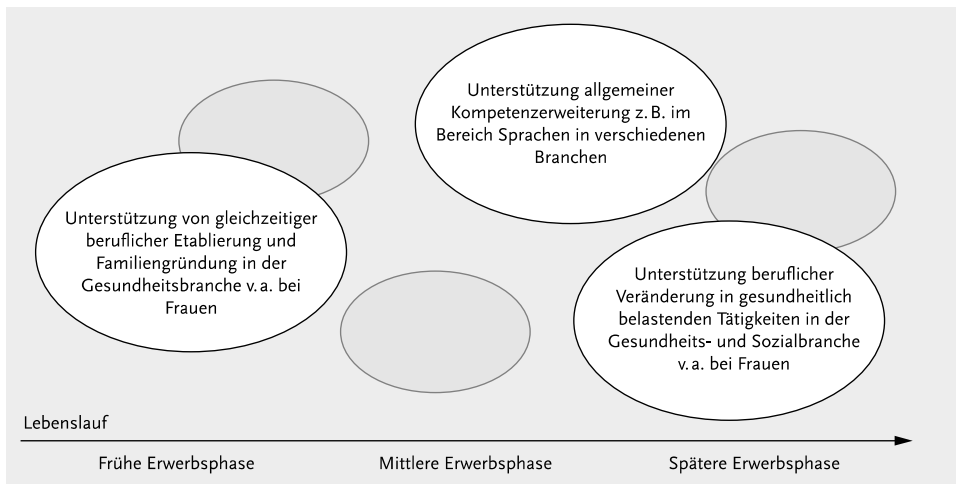 Unterstützung allgemeiner
Kompetenzerweiterung z. B. im
Bereich Sprachen in verschiedenen
Branchen
Unterstützung von gleichzeitiger
beruflicher Etablierung und
Familiengründung in der
Gesundheitsbranche v. a. bei
Frauen
Unterstützung beruflicher
Veränderung in gesundheitlich
belastenden Tätigkeiten in der
Gesundheits- und Sozialbranche
v. a. bei Frauen
Lebenslauf
Frühe Erwerbsphase
Mittlere Erwerbsphase
Spätere Erwerbsphase